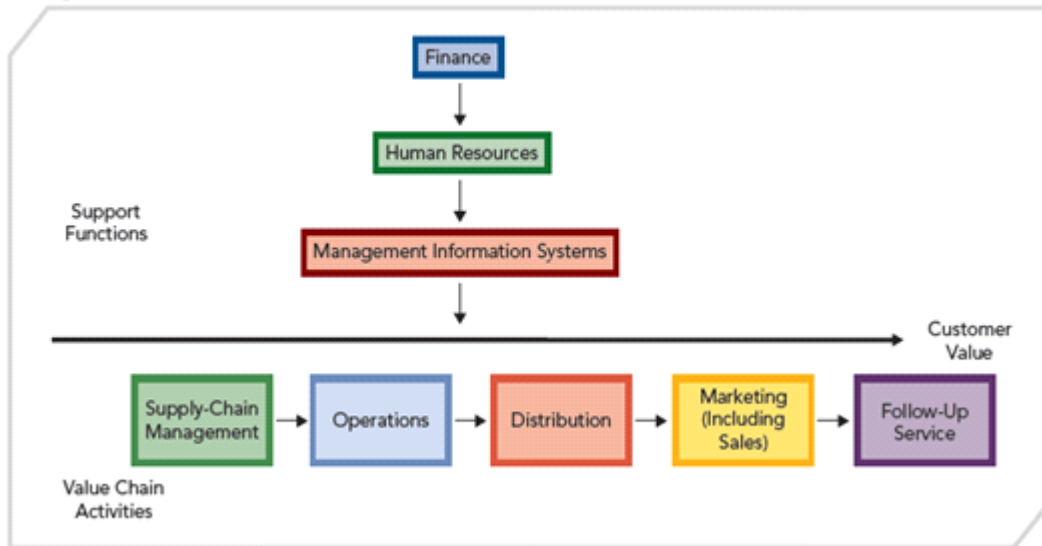 Finance
Human Resources
Support
Functions
Management Information Systems
Customer
Value
Supply-Chain
Management
Operations
Distribution
Marketing
(Including
Sales)
Follow-Up
Service
Value Chain
Activities